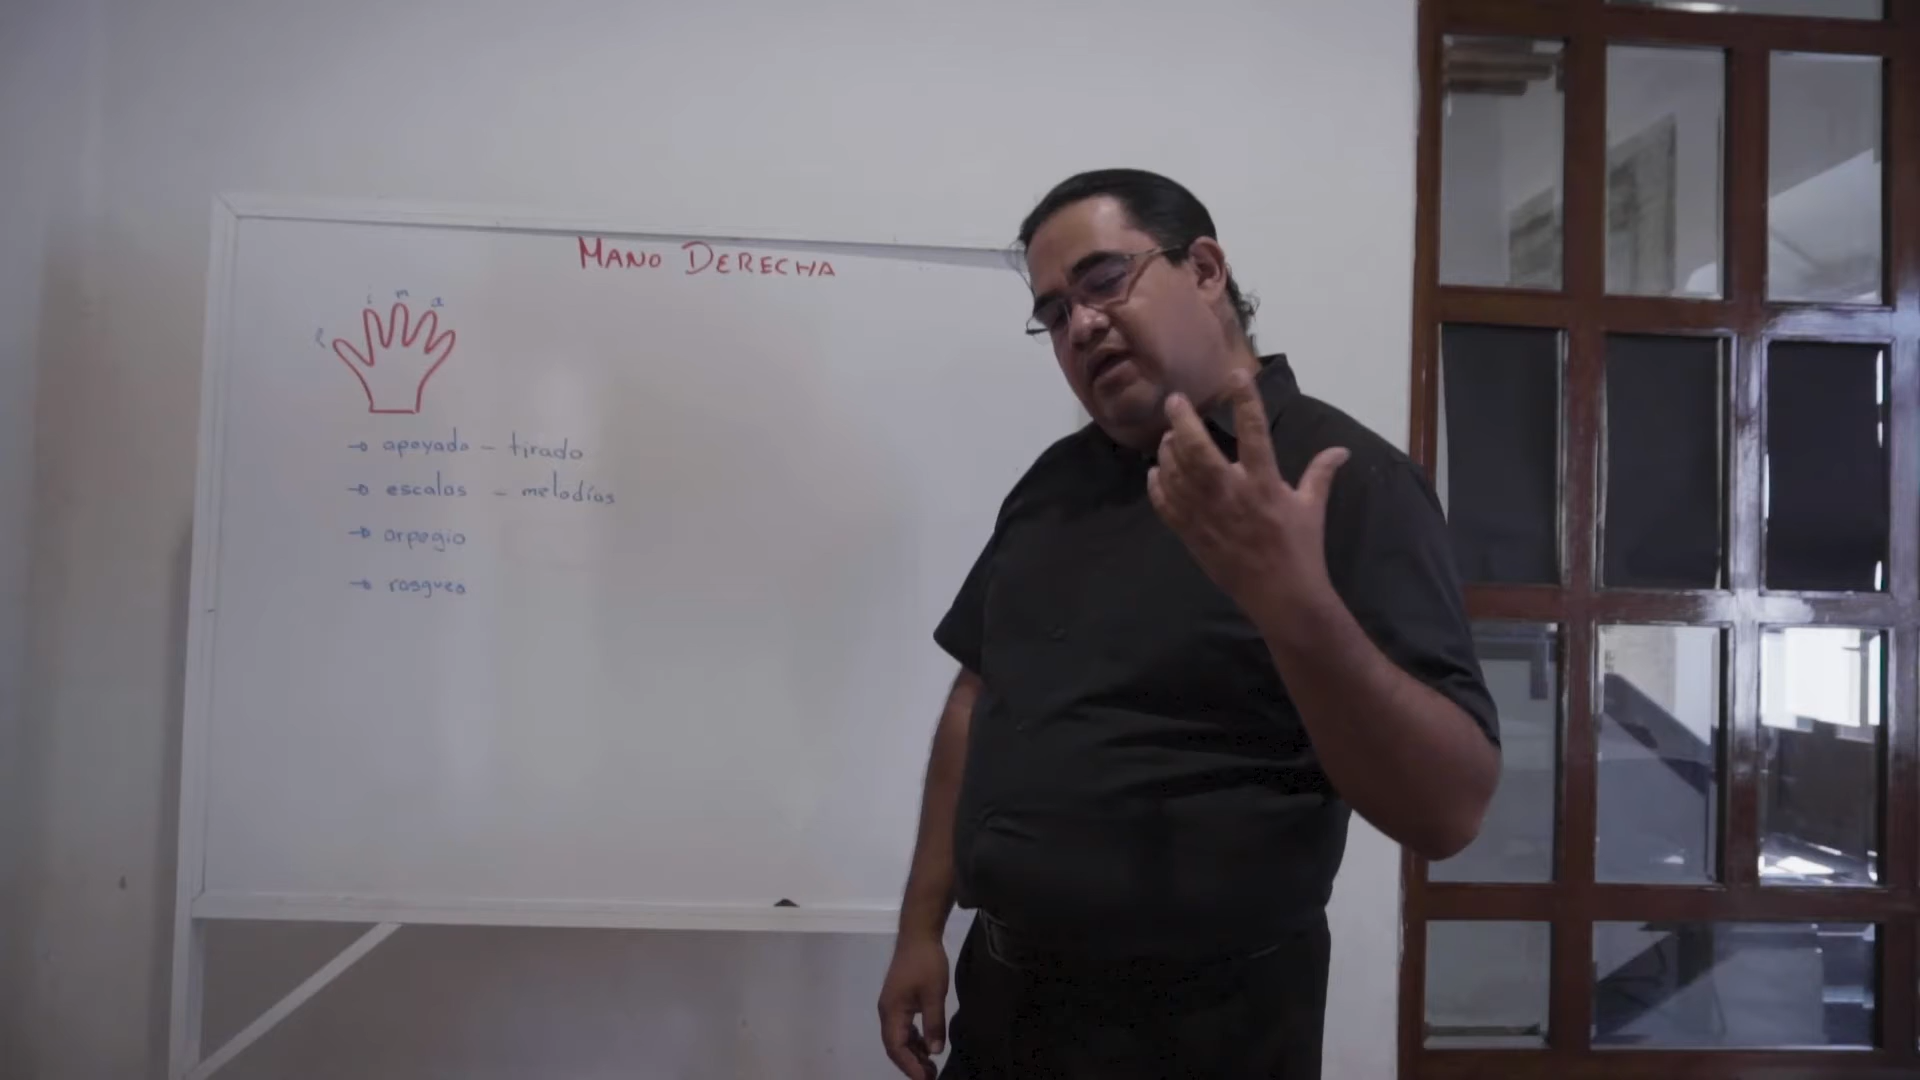 MANO DERECHA
i m a
p
→ apoyado - tirado
→ escalas - melodías
→ arpegio
→ rasgueo